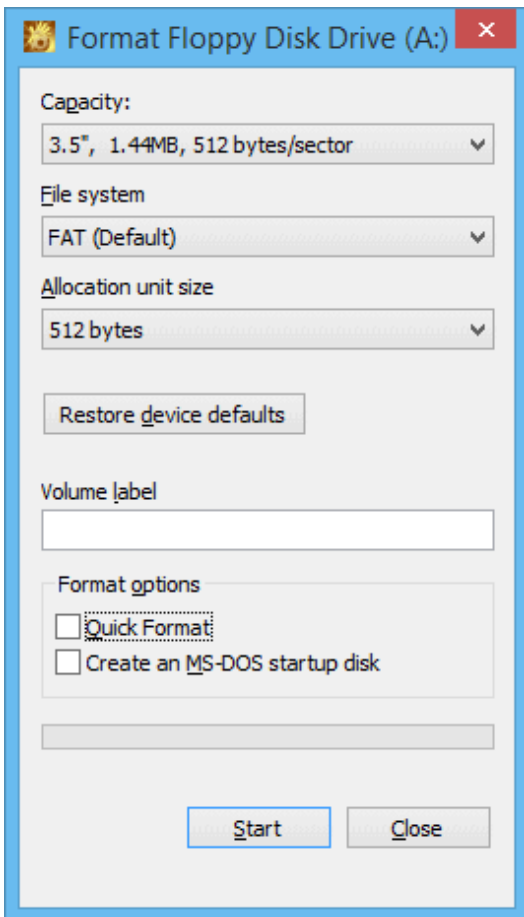 Format Floppy Disk Drive (A:)
Capacity:
3.5", 1.44MB, 512 bytes/sector
File system
FAT (Default)
Allocation unit size
512 bytes
Restore device defaults
Volume label
Format options
Quick Format
Create an MS-DOS startup disk
Start Close